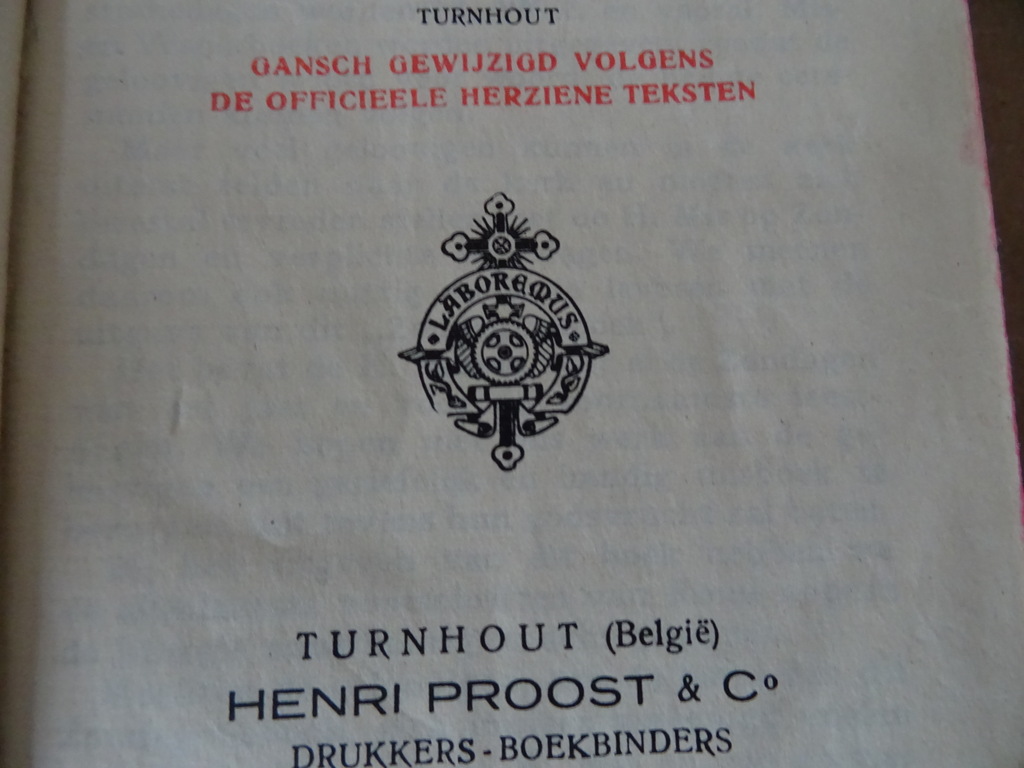 TURNHOUT
GANSCH GEWIJZIGD VOLGENS
DE OFFICIEELE HERZIENE TEKSTEN
LABOREMUS
TURNHOUT (België)
HENRI PROOST & Cº
DRUKKERS - BOEKBINDERS